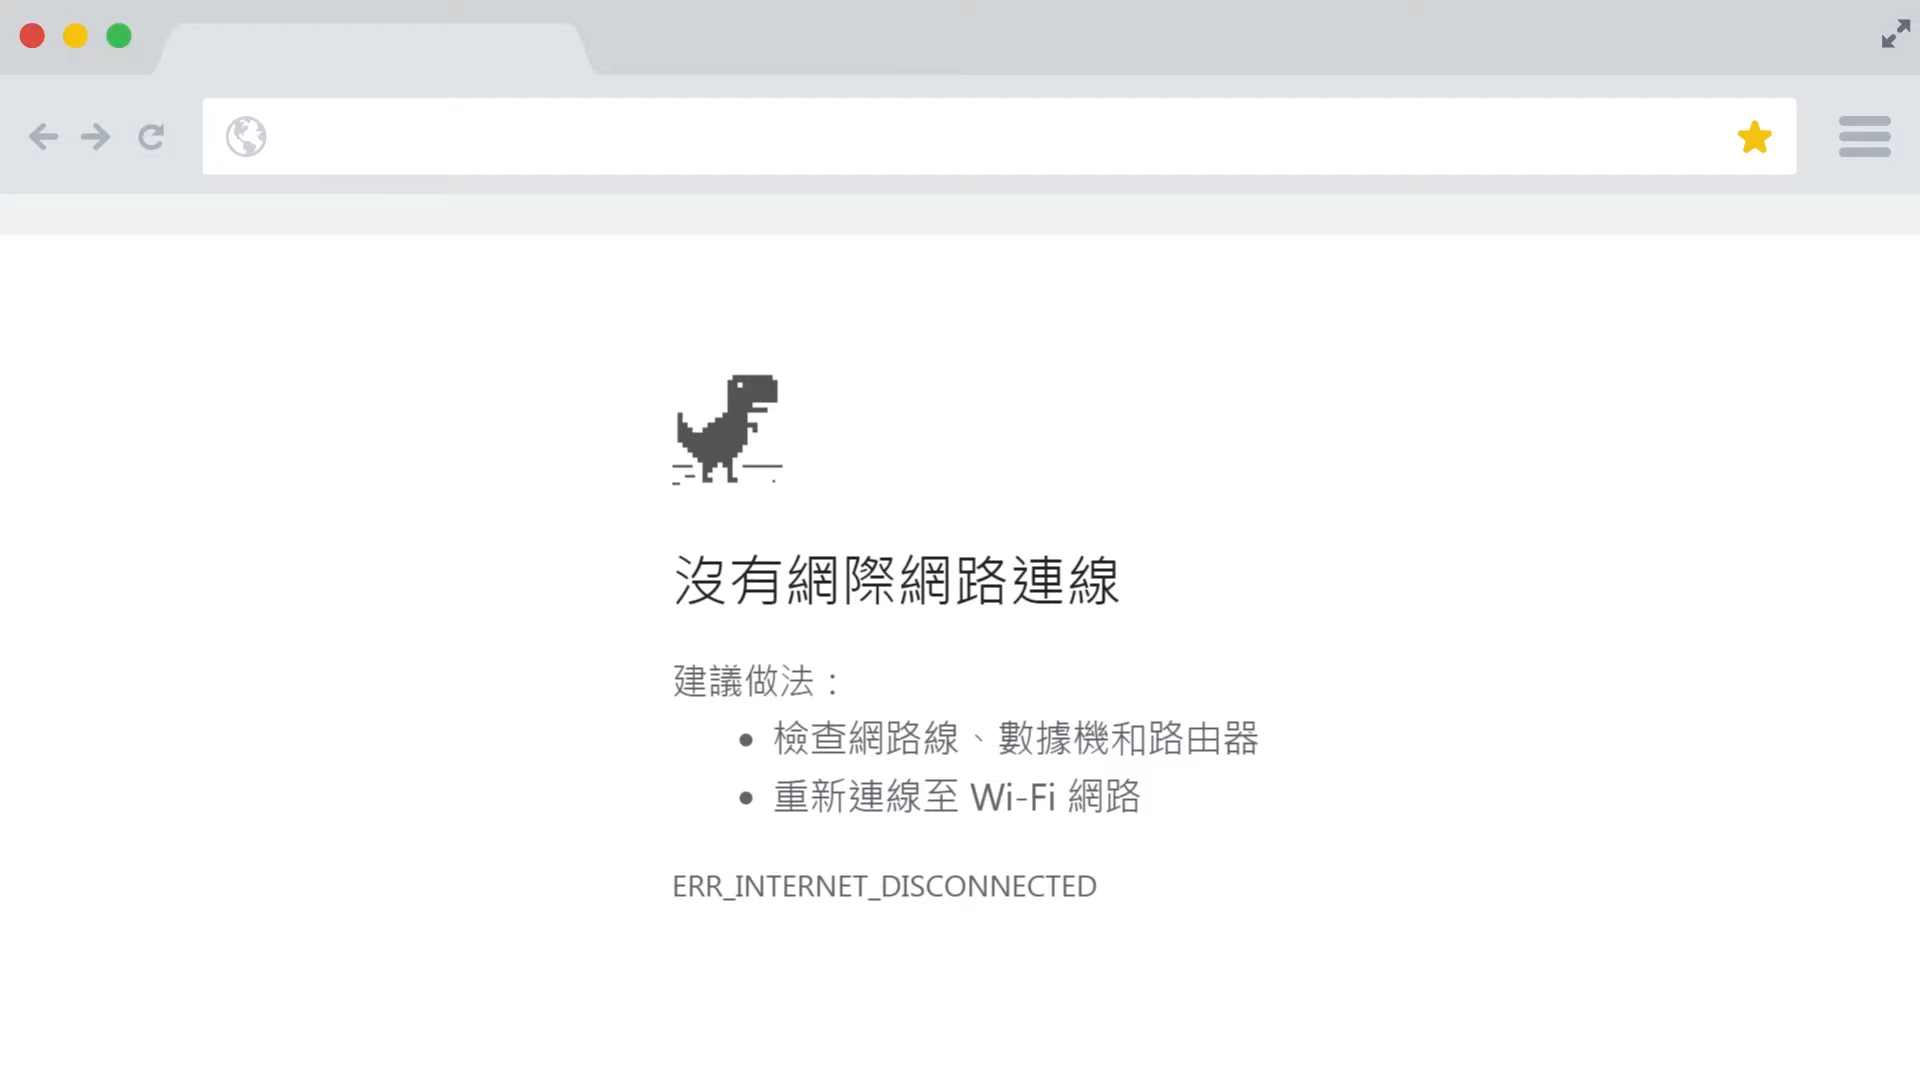 沒有網際網路連線
建議做法：
• 檢查網路線、數據機和路由器
• 重新連線至 Wi-Fi 網路
ERR_INTERNET_DISCONNECTED